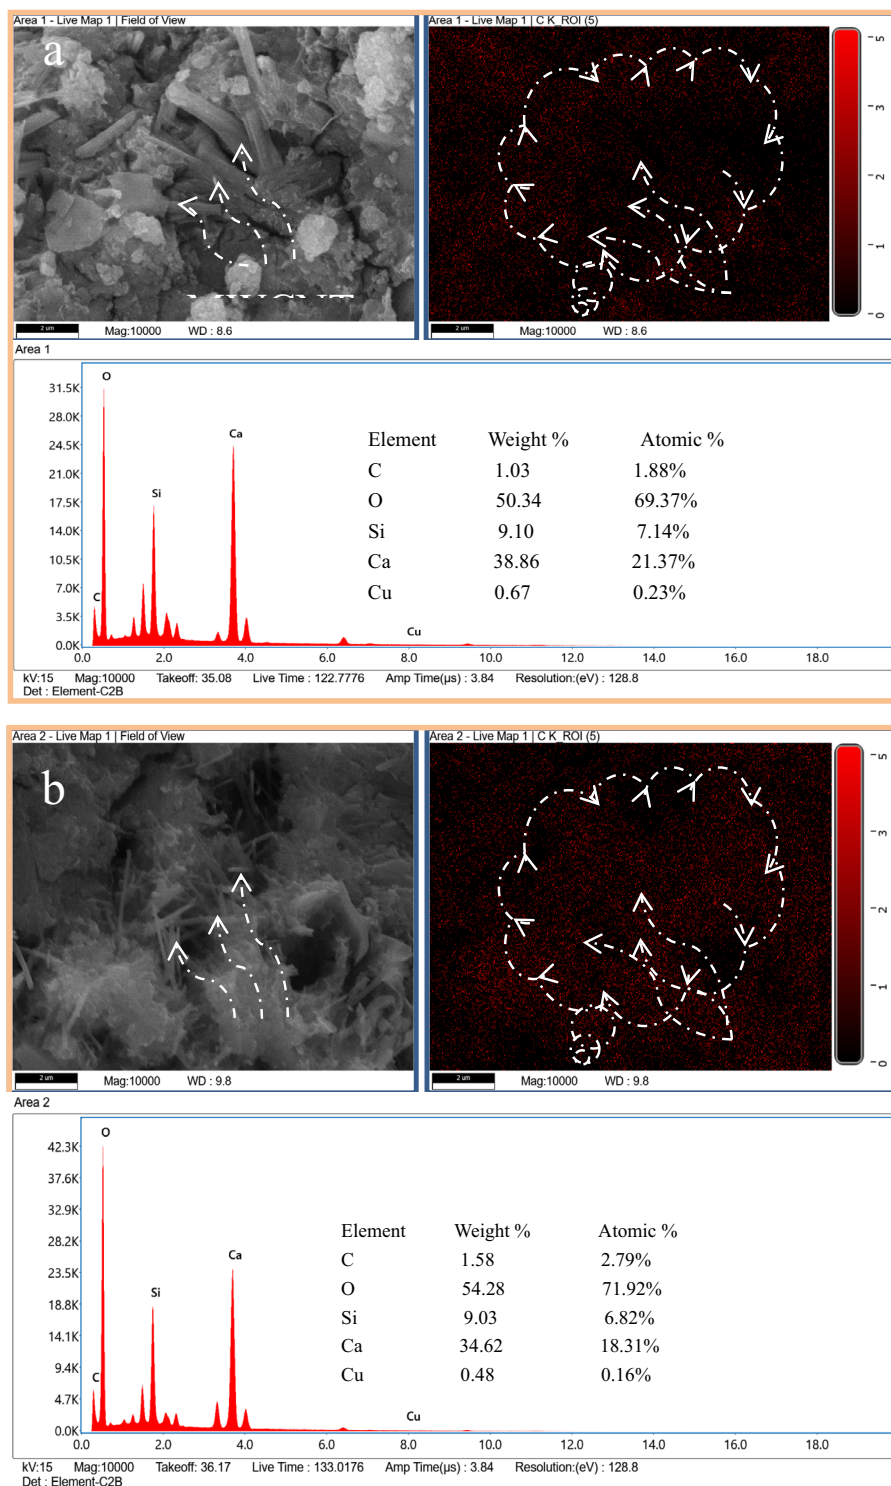 Area 1 - Live Map 1 | Field of View
Area 1 - Live Map 1 | C K_ROI (5)
a
5
3
2
1
0
2 um
Mag:10000 WD : 8.6
Mag:10000 WD : 8.6
Area 1
31.5K
28.0K
24.5K
21.0K
17.5K
14.0K
10.5K
7.0K
3.5K
0.0K
O
Ca
Si
C
Cu
Element Weight % Atomic %
C 1.03 1.88%
O 50.34 69.37%
Si 9.10 7.14%
Ca 38.86 21.37%
Cu 0.67 0.23%
0.0 2.0 4.0 6.0 8.0 10.0 12.0 14.0 16.0 18.0
kV:15 Mag:10000 Takeoff: 35.08 Live Time : 122.7776 Amp Time(µs) : 3.84 Resolution:(eV) : 128.8
Det : Element-C2B
Area 2 - Live Map 1 | Field of View
Area 2 - Live Map 1 | C K_ROI (5)
b
5
3
2
1
0
2 um
Mag:10000 WD : 9.8
2 um
Mag:10000 WD : 9.8
Area 2
42.3K
37.6K
32.9K
28.2K
23.5K
18.8K
14.1K
9.4K
4.7K
0.0K
O
Ca
Si
C
Cu
Element Weight % Atomic %
C 1.58 2.79%
O 54.28 71.92%
Si 9.03 6.82%
Ca 34.62 18.31%
Cu 0.48 0.16%
0.0 2.0 4.0 6.0 8.0 10.0 12.0 14.0 16.0 18.0
kV:15 Mag:10000 Takeoff: 36.17 Live Time : 133.0176 Amp Time(µs) : 3.84 Resolution:(eV) : 128.8
Det : Element-C2B